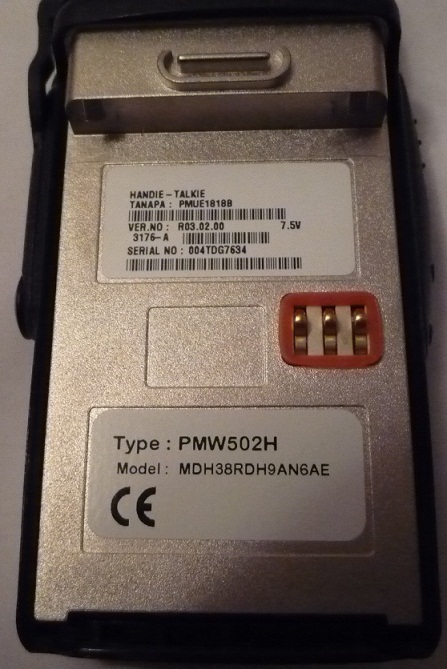 HANDIE-TALKIE
TANAPA: PMUE1818B
VER.NO: R03.02.00 7.5V
3176-A
SERIAL NO: 004TDG7634
Type: PMW502H
Model: MDH38RDH9AN6AE
CE